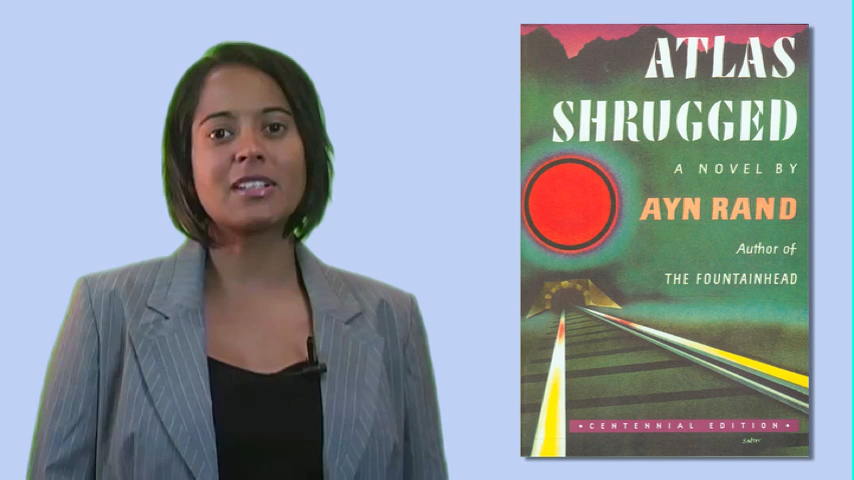 ATLAS
SHRUGGED
A NOVEL BY
AYN RAND
Author of
THE FOUNTAINHEAD
• CENTENNIAL EDITION •